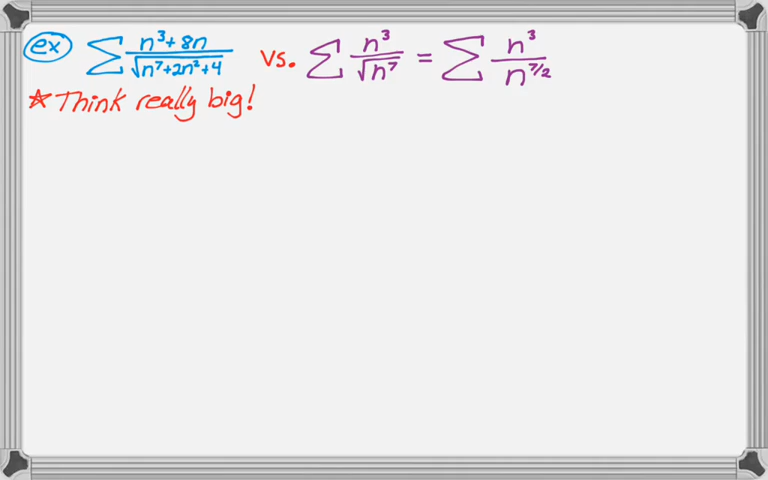 ex ∑ (n³+8n)/√(n⁷+2n²+4) vs. ∑ n³/√n⁷ = ∑ n³/n^(7/2)
★Think really big!